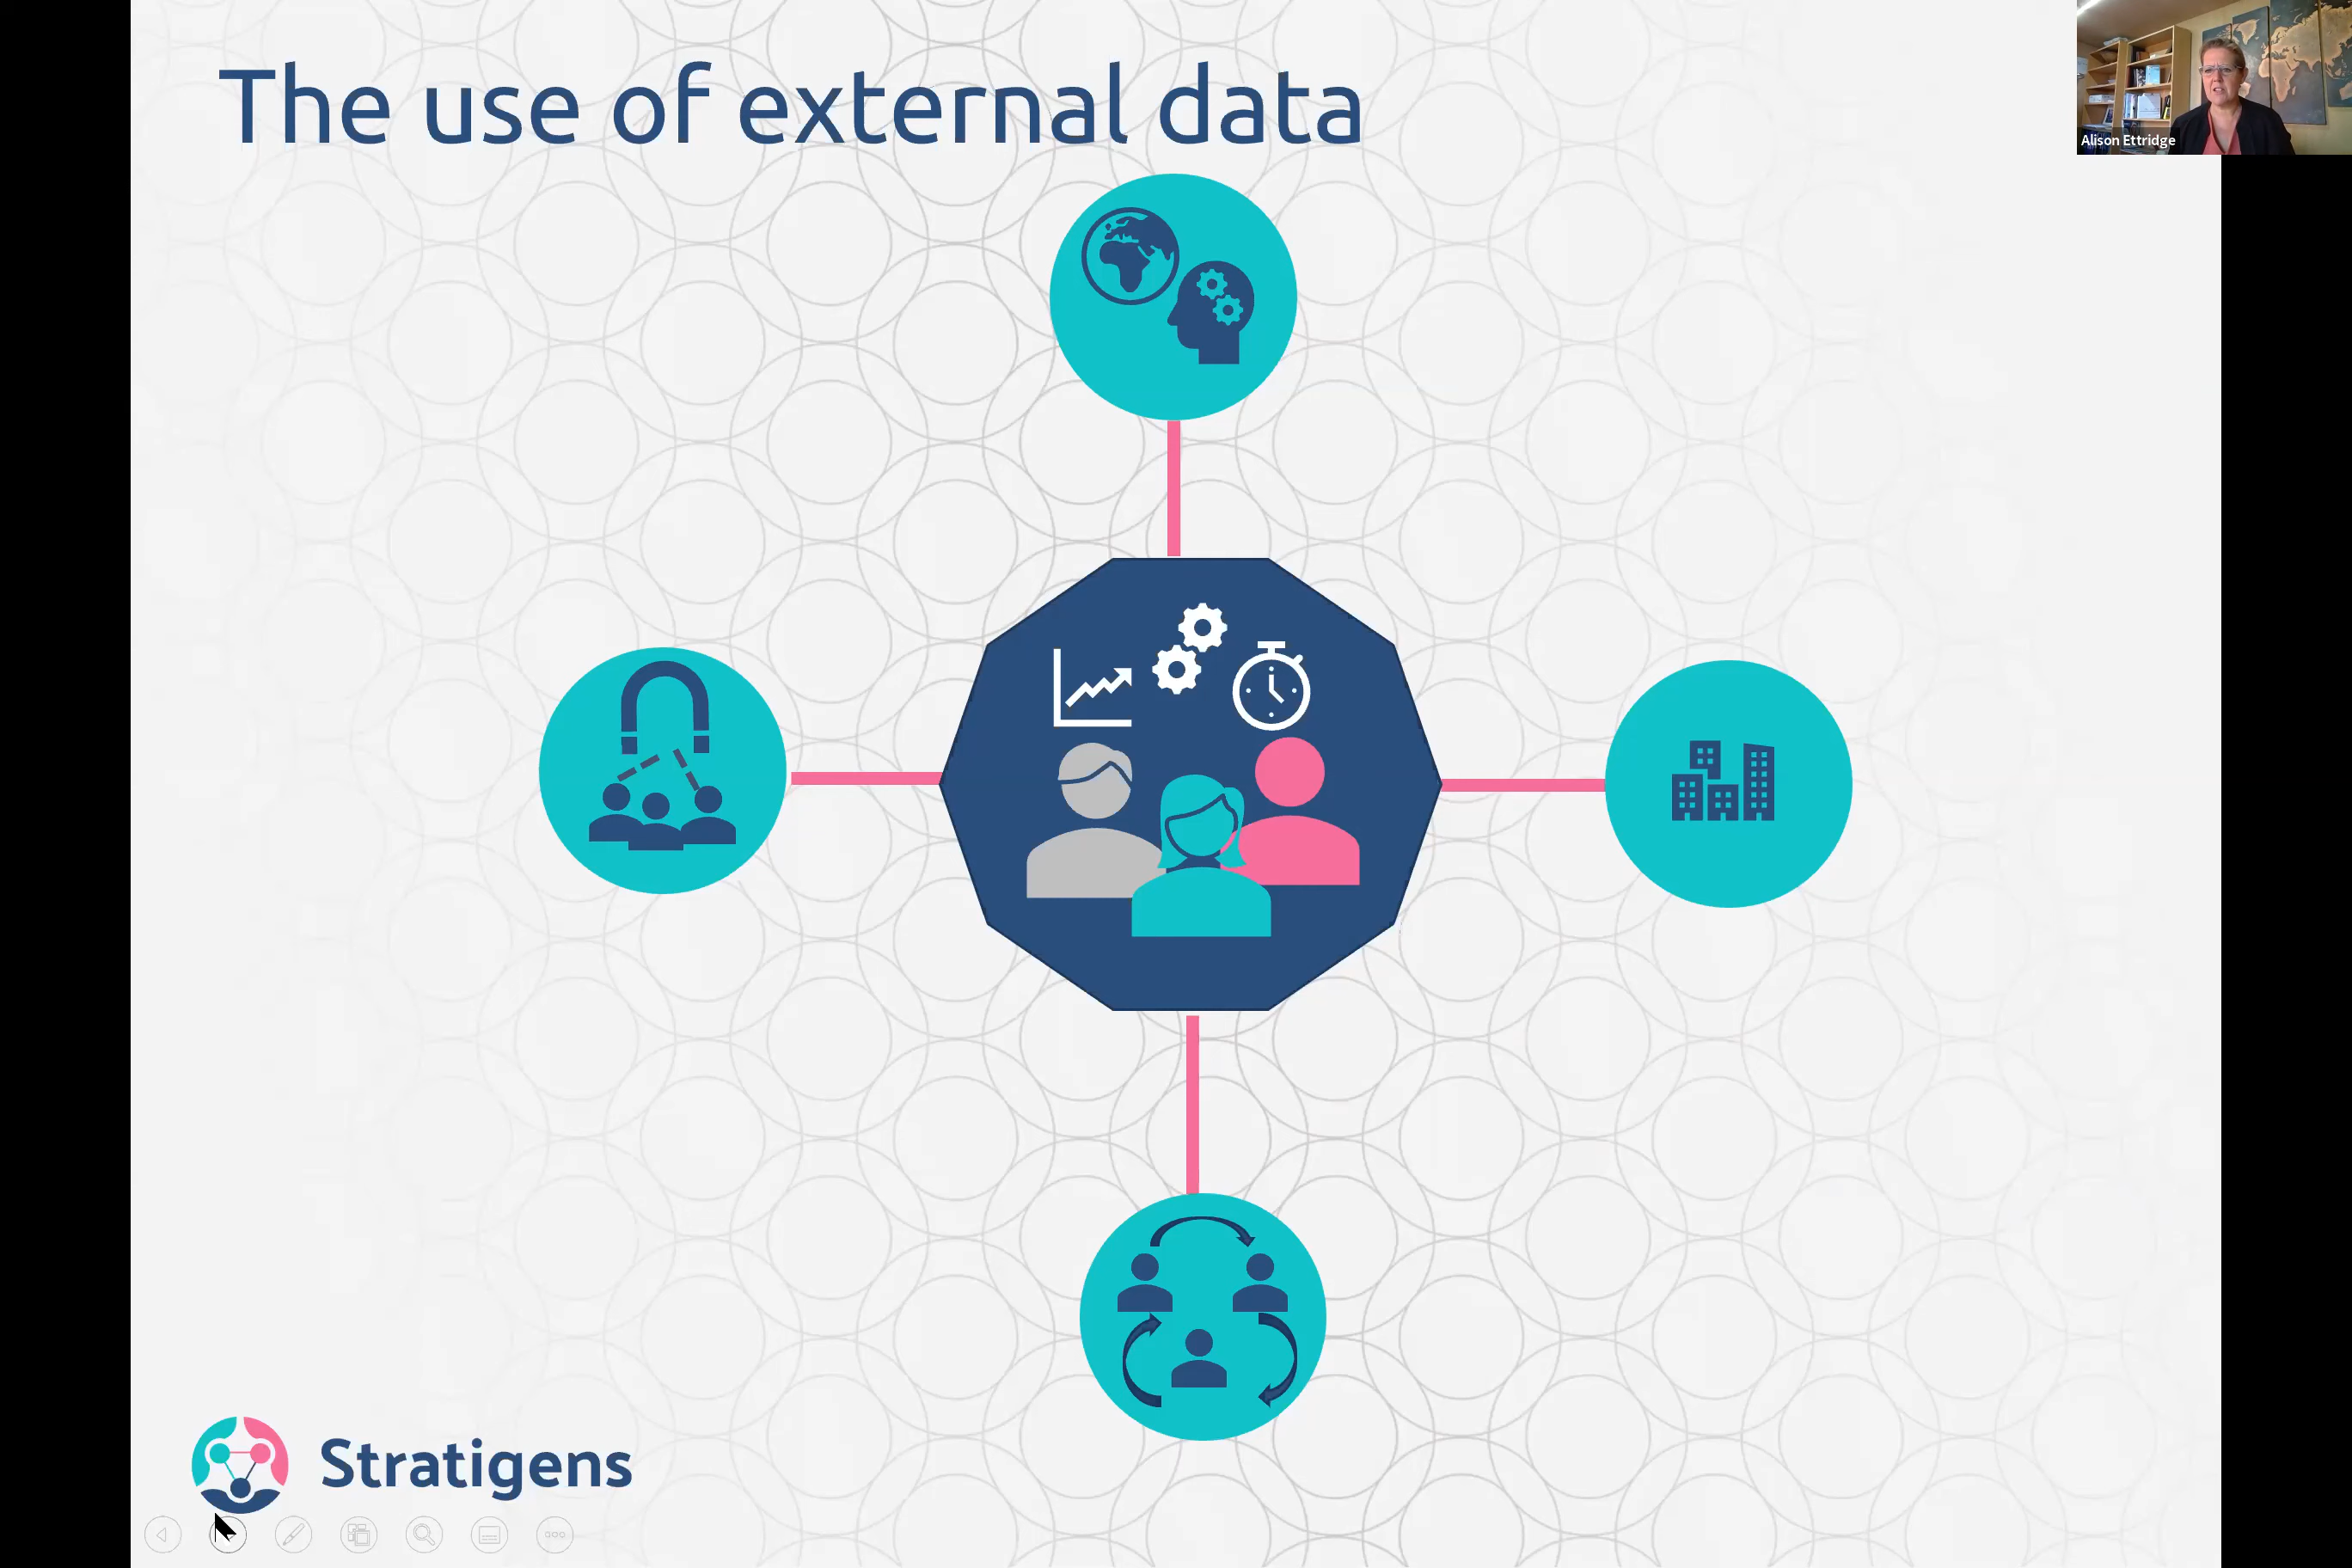 The use of external data
Alison Ettridge
Stratigens